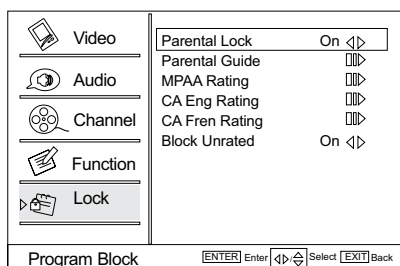 Video
Audio
Channel
Function
Lock
Parental Lock On
Parental Guide
MPAA Rating
CA Eng Rating
CA Fren Rating
Block Unrated On
Program Block
ENTER Enter Select EXIT Back